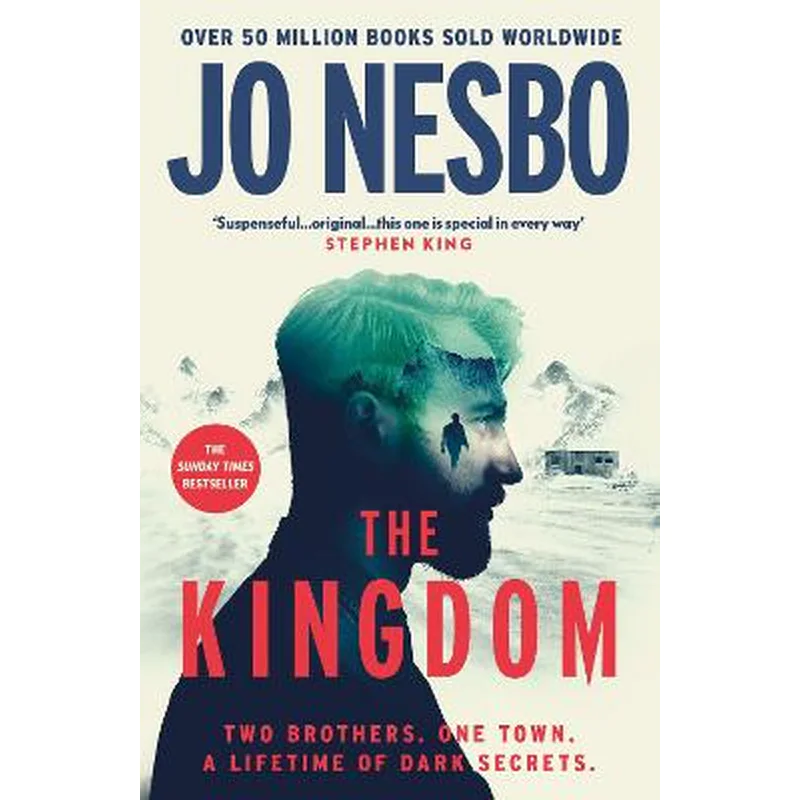 OVER 50 MILLION BOOKS SOLD WORLDWIDE
JO NESBO
‘Suspenseful...original...this one is special in every way’
STEPHEN KING
THE
SUNDAY TIMES
BESTSELLER
THE
KINGDOM
TWO BROTHERS. ONE TOWN.
A LIFETIME OF DARK SECRETS.